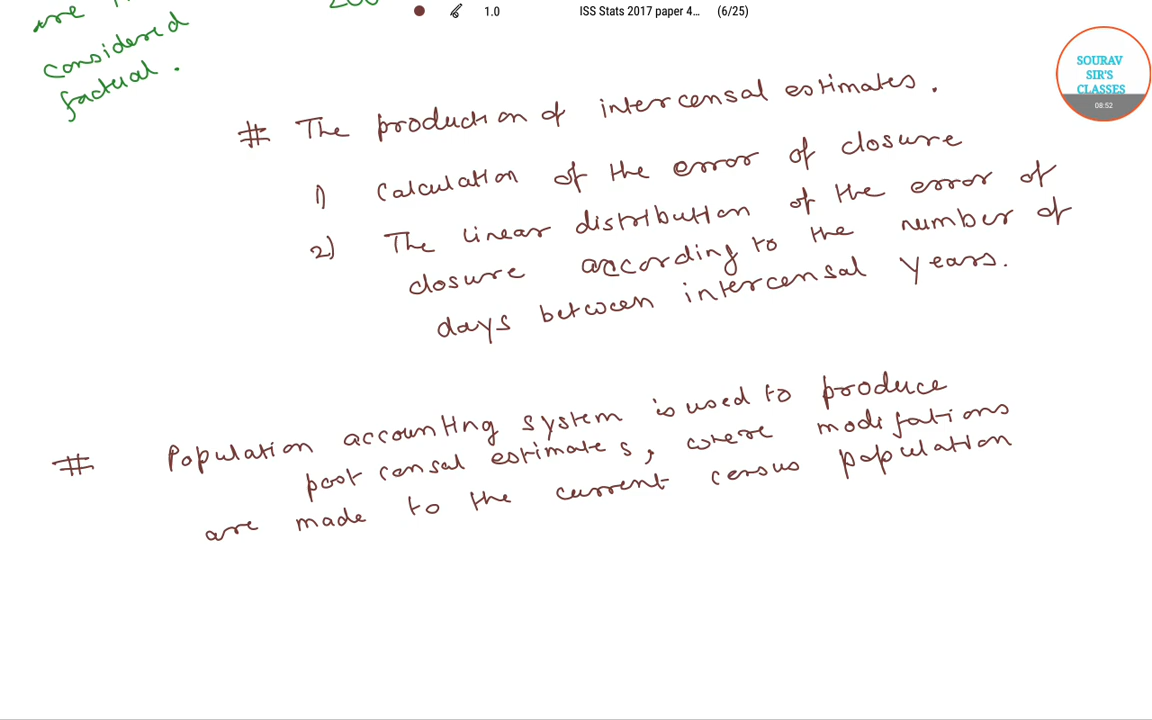 1.0 ISS Stats 2017 paper 4... (6/25)
are
considered
factual.
SOURAV
SIR'S
CLASSES
08:52
# The production of intercensal estimates.
1) Calculation of the error of closure
2) The linear distribution of the error of
closure according to the number of
days between intercensal years.
# Population accounting system is used to produce
post censal estimates, where modifations
are made to the current census population